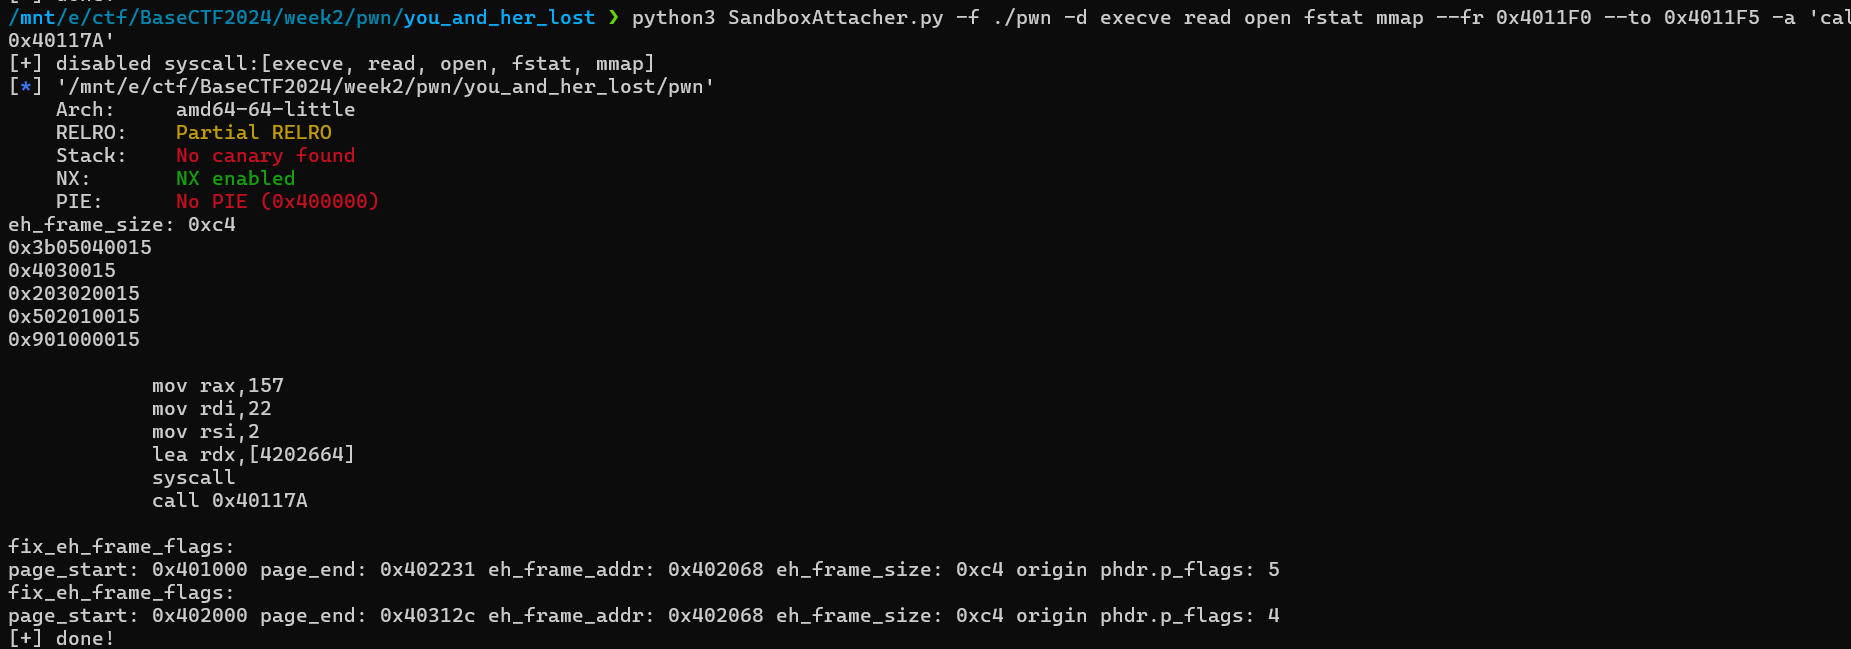 /mnt/e/ctf/BaseCTF2024/week2/pwn/you_and_her_lost ❯ python3 SandboxAttacher.py -f ./pwn -d execve read open fstat mmap --fr 0x4011F0 --to 0x4011F5 -a 'cal
0x40117A'
[+] disabled syscall:[execve, read, open, fstat, mmap]
[*] '/mnt/e/ctf/BaseCTF2024/week2/pwn/you_and_her_lost/pwn'
    Arch:     amd64-64-little
    RELRO:    Partial RELRO
    Stack:    No canary found
    NX:       NX enabled
    PIE:      No PIE (0x400000)
eh_frame_size: 0xc4
0x3b05040015
0x4030015
0x203020015
0x502010015
0x901000015
            mov rax,157
            mov rdi,22
            mov rsi,2
            lea rdx,[4202664]
            syscall
            call 0x40117A
fix_eh_frame_flags:
page_start: 0x401000 page_end: 0x402231 eh_frame_addr: 0x402068 eh_frame_size: 0xc4 origin phdr.p_flags: 5
fix_eh_frame_flags:
page_start: 0x402000 page_end: 0x40312c eh_frame_addr: 0x402068 eh_frame_size: 0xc4 origin phdr.p_flags: 4
[+] done!